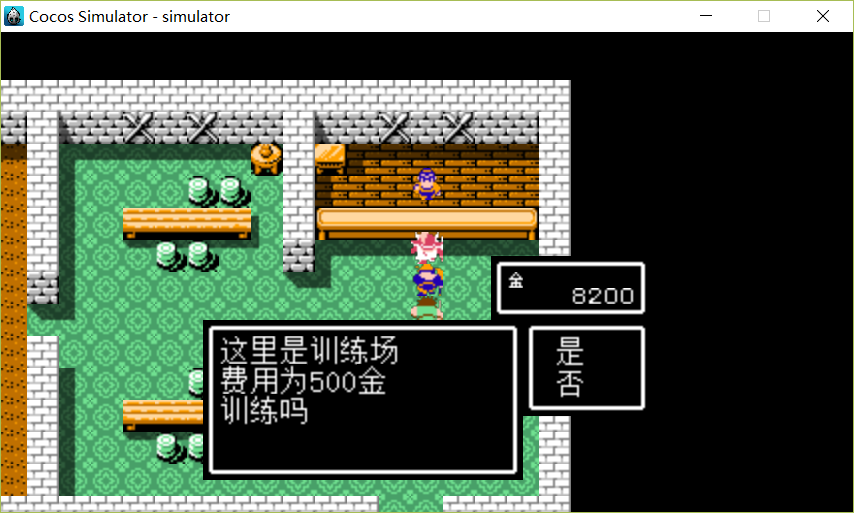 Cocos Simulator - simulator
金
8200
这里是训练场
费用为500金
训练吗
是
否